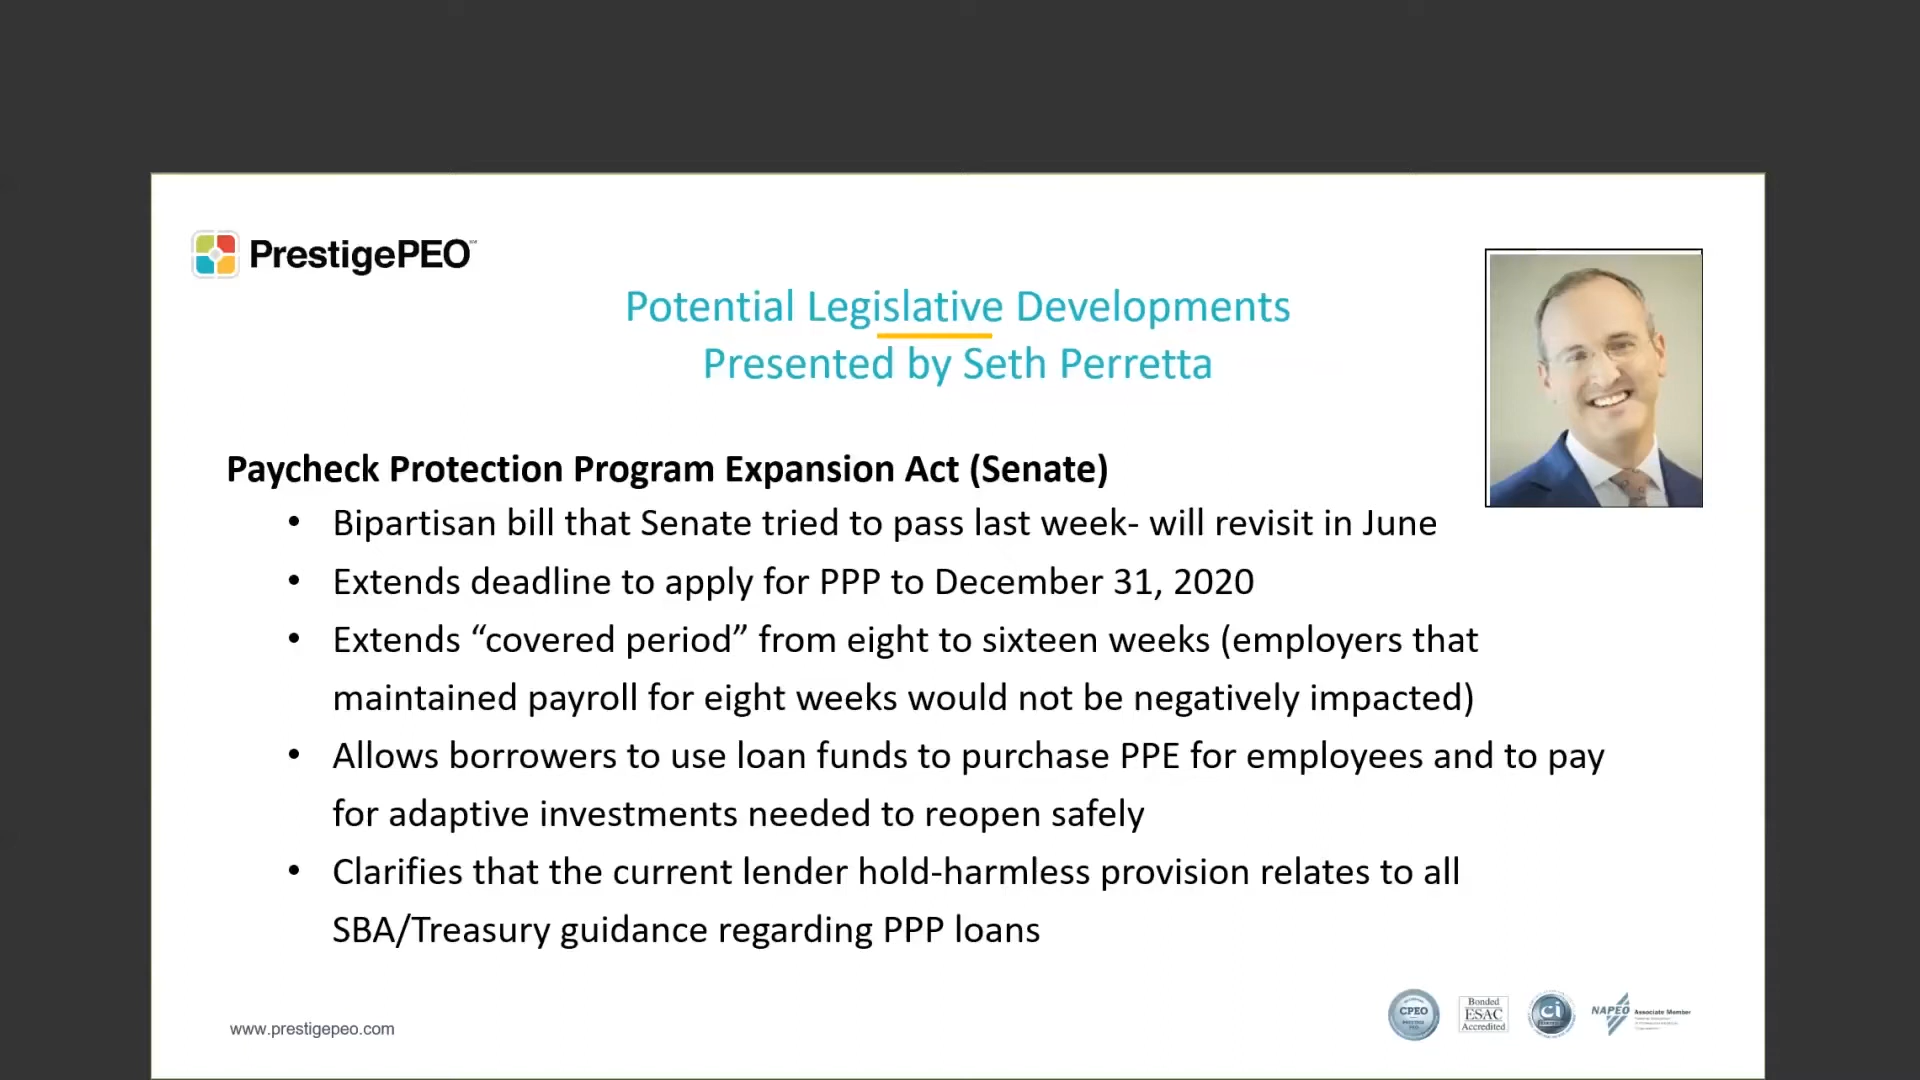 PrestigePEO
Potential Legislative Developments
Presented by Seth Perretta
Paycheck Protection Program Expansion Act (Senate)
• Bipartisan bill that Senate tried to pass last week- will revisit in June
• Extends deadline to apply for PPP to December 31, 2020
• Extends “covered period” from eight to sixteen weeks (employers that
maintained payroll for eight weeks would not be negatively impacted)
• Allows borrowers to use loan funds to purchase PPE for employees and to pay
for adaptive investments needed to reopen safely
• Clarifies that the current lender hold-harmless provision relates to all
SBA/Treasury guidance regarding PPP loans
www.prestigepeo.com
CPEO
Bonded
ESAC
Accredited
ci
NAPEO Associate Member